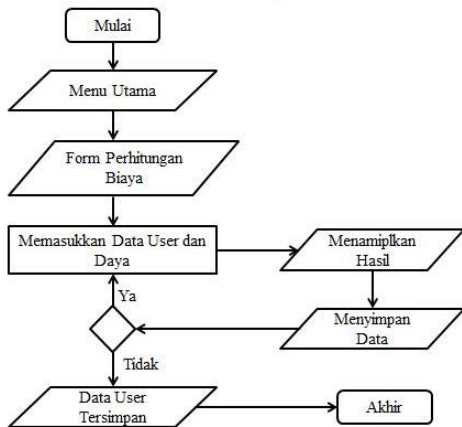 Mulai
Menu Utama
Form Perhitungan
Biaya
Memasukkan Data User dan
Daya
Menamiplkan
Hasil
Menyimpan
Data
Ya
Tidak
Data User
Tersimpan
Akhir